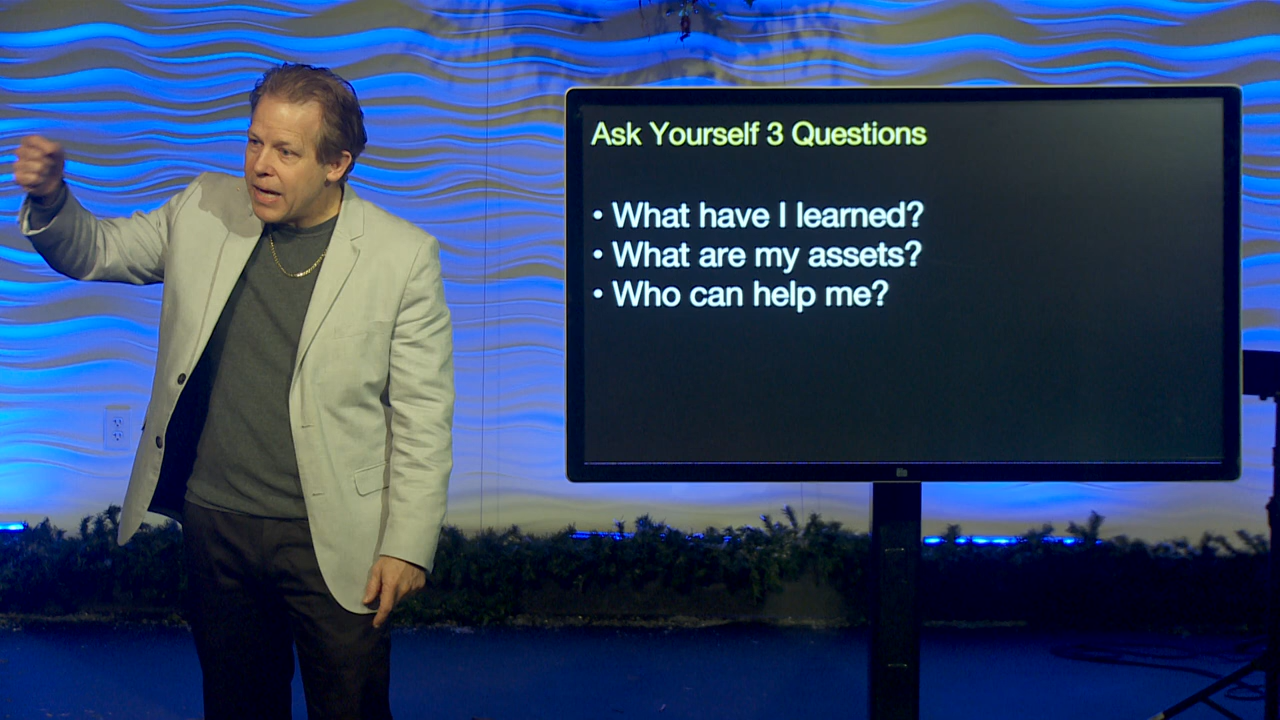 Ask Yourself 3 Questions
• What have I learned?
• What are my assets?
• Who can help me?